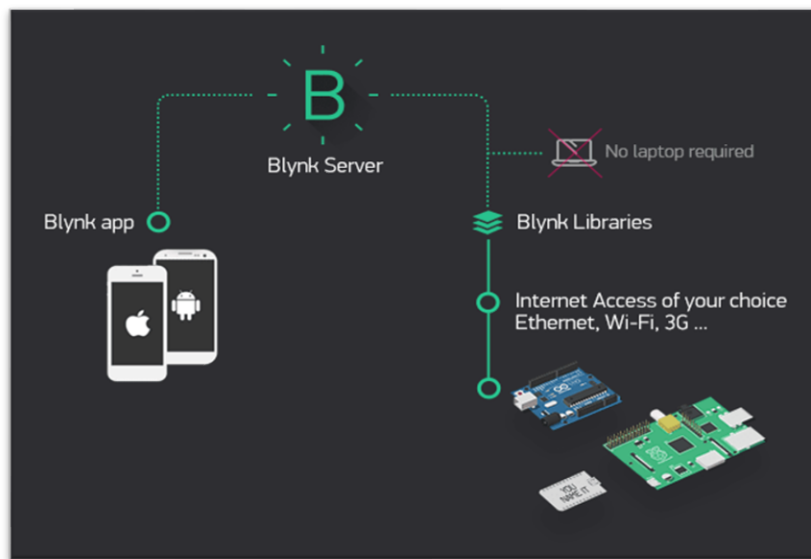 B
Blynk Server
No laptop required
Blynk app
Blynk Libraries
Internet Access of your choice
Ethernet, Wi-Fi, 3G ...
YOU
NAME IT